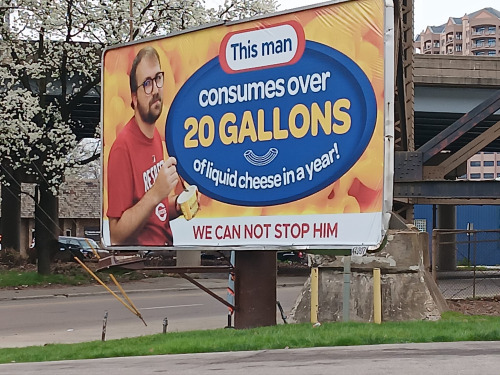 This man
consumes over
20 GALLONS
of liquid cheese in a year!
WE CAN NOT STOP HIM